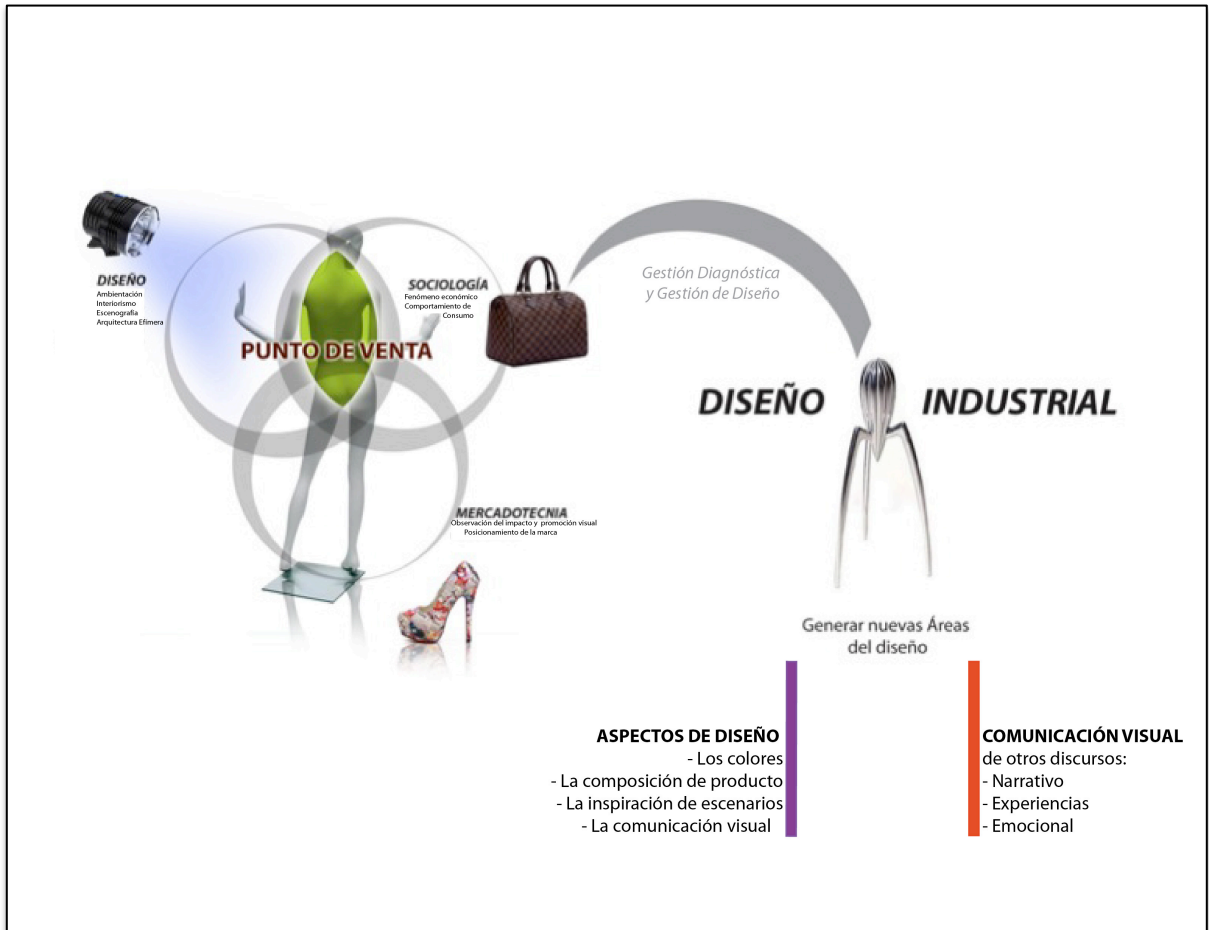 DISEÑO
Ambientación
Interiorismo
Escenografía
Arquitectura Efímera
SOCIOLOGÍA
Fenómeno económico
Comportamiento de
Consumo
PUNTO DE VENTA
MERCADOTECNIA
Observación del impacto y promoción visual
Posicionamiento de la marca
Gestión Diagnóstica
y Gestión de Diseño
DISEÑO INDUSTRIAL
Generar nuevas Áreas
del diseño
ASPECTOS DE DISEÑO
- Los colores
- La composición de producto
- La inspiración de escenarios
- La comunicación visual
COMUNICACIÓN VISUAL
de otros discursos:
- Narrativo
- Experiencias
- Emocional